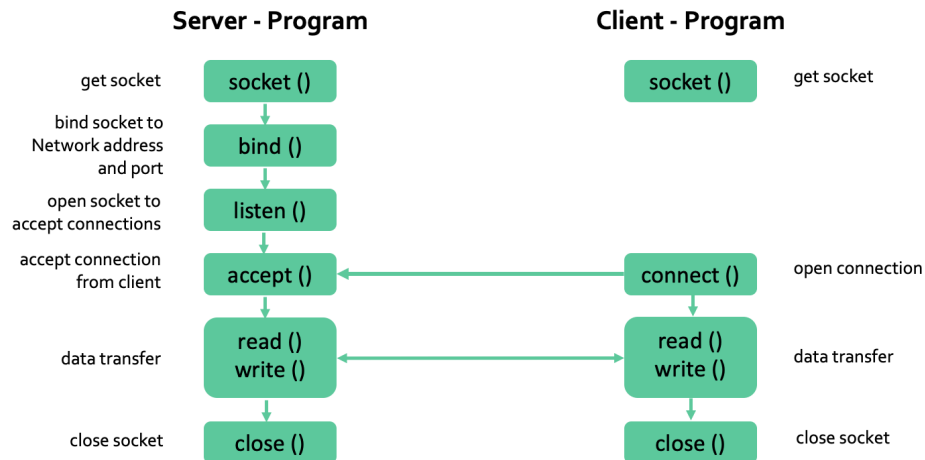 Server - Program
Client - Program
get socket
socket ()
socket ()
get socket
bind socket to
Network address
and port
bind ()
open socket to
accept connections
listen ()
accept connection
from client
accept ()
connect ()
open connection
data transfer
read ()
write ()
read ()
write ()
data transfer
close socket
close ()
close ()
close socket